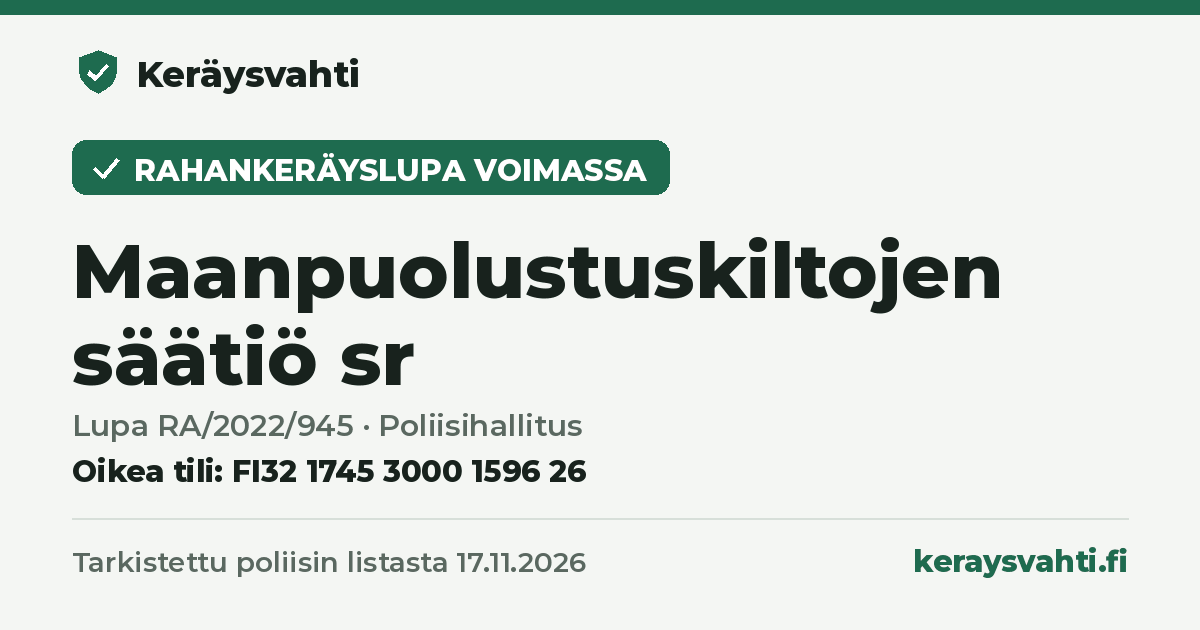 Keräysvahti
RAHANKERÄYSLUPA VOIMASSA
Maanpuolustuskiltojen
säätiö sr
Lupa RA/2022/945 · Poliisihallitus
Oikea tili: FI32 1745 3000 1596 26
Tarkistettu poliisin listasta 17.11.2026
keraysvahti.fi